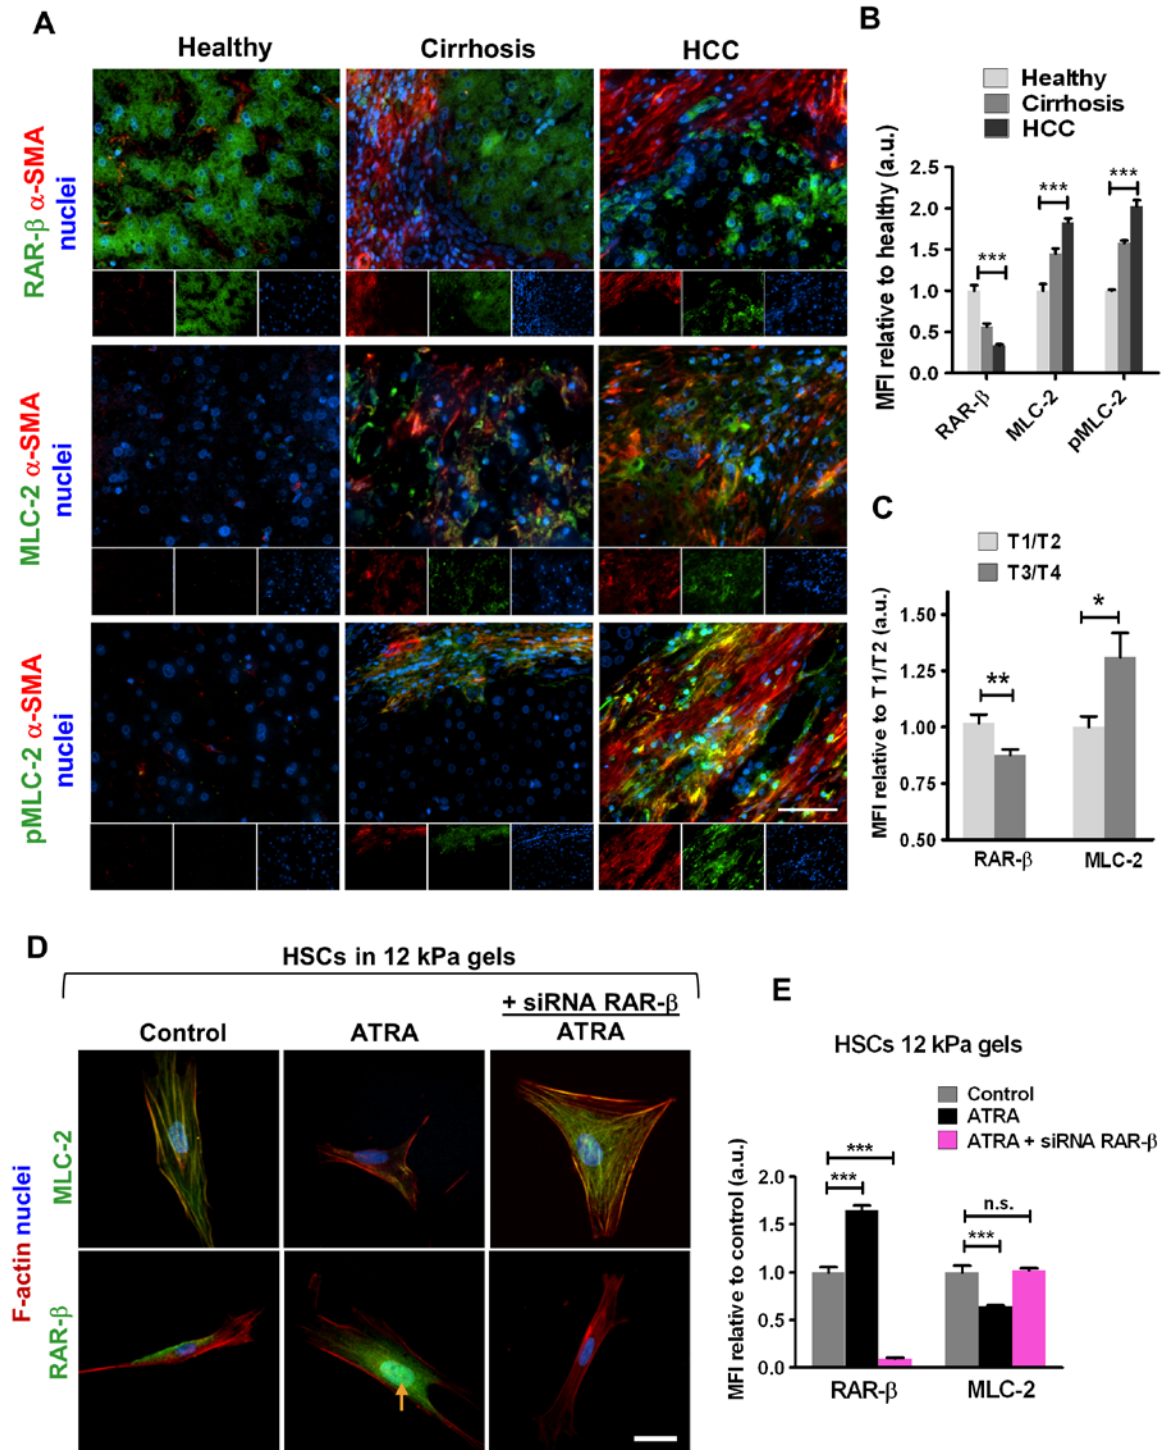 A
Healthy
Cirrhosis
HCC
RAR-β α-SMA
nuclei
MLC-2 α-SMA
nuclei
pMLC-2 α-SMA
nuclei
B
Healthy
Cirrhosis
HCC
MFI relative to healthy (a.u.)
2.5
2.0
1.5
1.0
0.5
0.0
***
***
***
RAR-β
MLC-2
pMLC-2
C
T1/T2
T3/T4
MFI relative to T1/T2 (a.u.)
1.50
1.25
1.00
0.75
0.50
**
*
RAR-β
MLC-2
D
HSCs in 12 kPa gels
Control
ATRA
+ siRNA RAR-β
ATRA
F-actin nuclei
MLC-2
RAR-β
E
HSCs 12 kPa gels
Control
ATRA
ATRA + siRNA RAR-β
MFI relative to control (a.u.)
2.0
1.5
1.0
0.5
0.0
***
***
n.s.
***
RAR-β
MLC-2